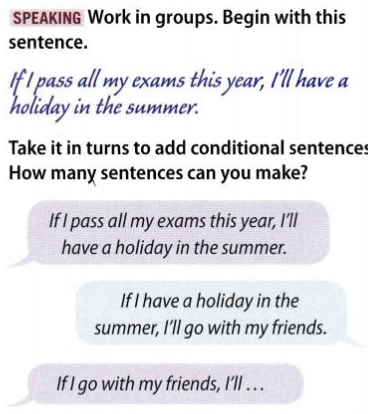 SPEAKING Work in groups. Begin with this
sentence.
If I pass all my exams this year, I'll have a
holiday in the summer.
Take it in turns to add conditional sentences
How many sentences can you make?
If I pass all my exams this year, I'll
have a holiday in the summer.
If I have a holiday in the
summer, I'll go with my friends.
If I go with my friends, I'll ...